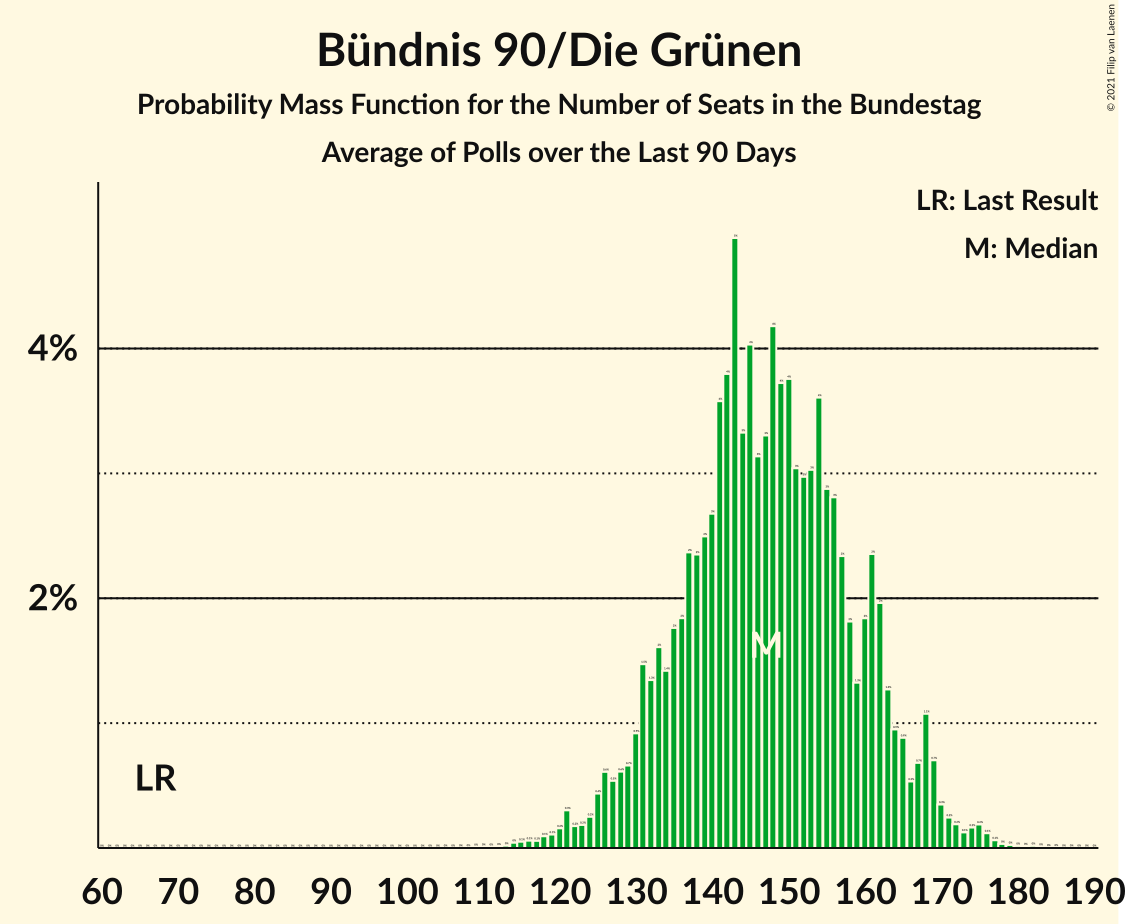 Bündnis 90/Die Grünen
Probability Mass Function for the Number of Seats in the Bundestag
Average of Polls over the Last 90 Days
© 2021 Filip van Laenen
LR: Last Result
M: Median
4%
2%
M
LR
60 70 80 90 100 110 120 130 140 150 160 170 180 190